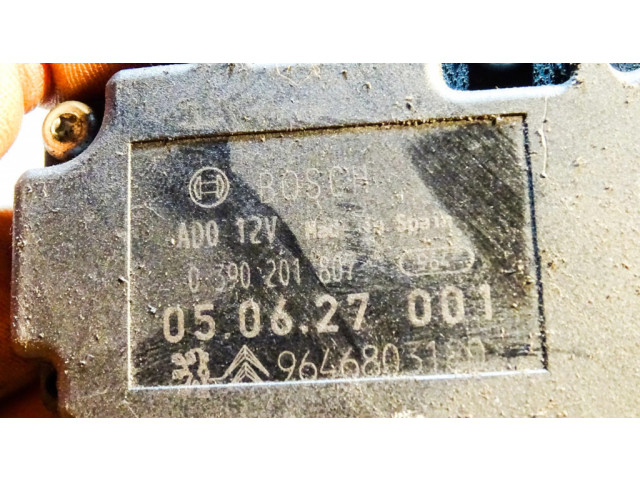 BOSCH
ADO 12V Made in Spain
0 390 201 807
05.06.27 001